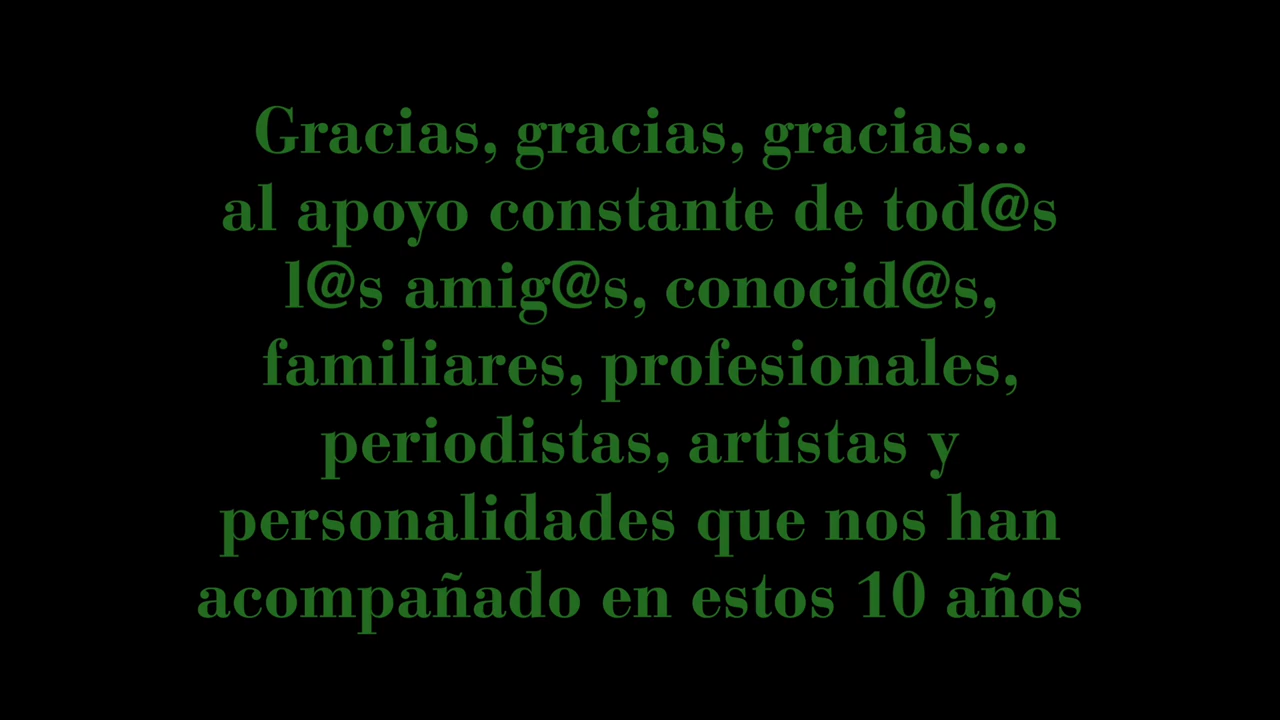 Gracias, gracias, gracias...
al apoyo constante de tod@s
l@s amig@s, conocid@s,
familiares, profesionales,
periodistas, artistas y
personalidades que nos han
acompañado en estos 10 años